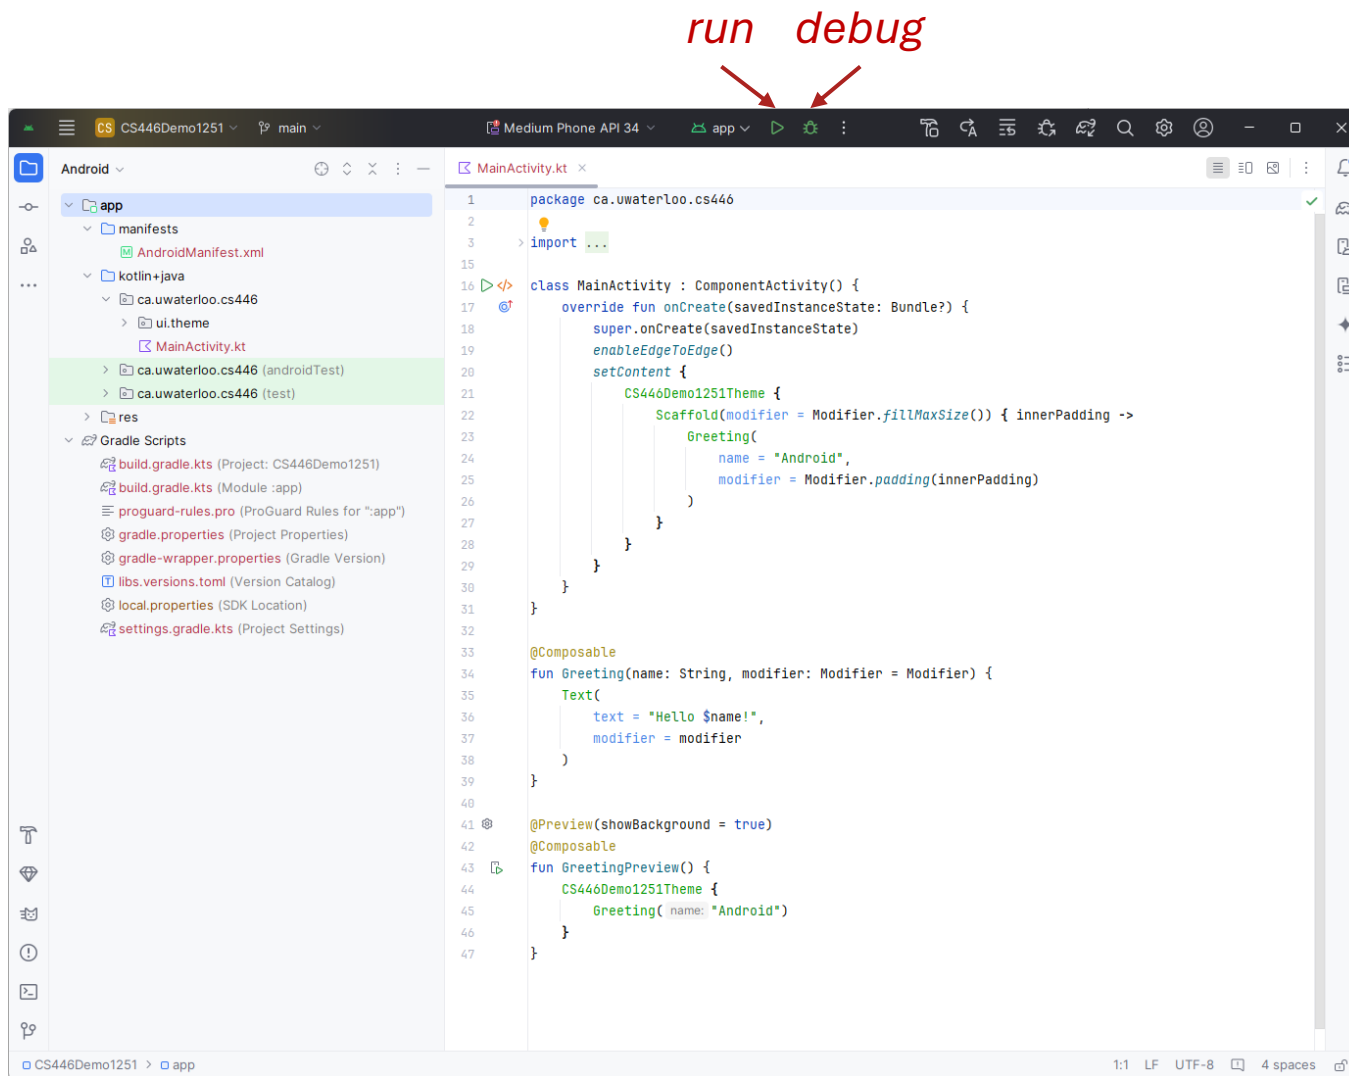 run debug
CS CS446Demo1251 main Medium Phone API 34 app
Android
MainActivity.kt
app
manifests
M AndroidManifest.xml
kotlin+java
ca.uwaterloo.cs446
ui.theme
MainActivity.kt
ca.uwaterloo.cs446 (androidTest)
ca.uwaterloo.cs446 (test)
res
Gradle Scripts
build.gradle.kts (Project: CS446Demo1251)
build.gradle.kts (Module :app)
proguard-rules.pro (ProGuard Rules for ":app")
gradle.properties (Project Properties)
gradle-wrapper.properties (Gradle Version)
T libs.versions.toml (Version Catalog)
local.properties (SDK Location)
settings.gradle.kts (Project Settings)
1 package ca.uwaterloo.cs446
2
3 import ...
15
16 class MainActivity : ComponentActivity() {
17 override fun onCreate(savedInstanceState: Bundle?) {
18 super.onCreate(savedInstanceState)
19 enableEdgeToEdge()
20 setContent {
21 CS446Demo1251Theme {
22 Scaffold(modifier = Modifier.fillMaxSize()) { innerPadding ->
23 Greeting(
24 name = "Android",
25 modifier = Modifier.padding(innerPadding)
26 )
27 }
28 }
29 }
30 }
31 }
32
33 @Composable
34 fun Greeting(name: String, modifier: Modifier = Modifier) {
35 Text(
36 text = "Hello $name!",
37 modifier = modifier
38 )
39 }
40
41 @Preview(showBackground = true)
42 @Composable
43 fun GreetingPreview() {
44 CS446Demo1251Theme {
45 Greeting( name: "Android")
46 }
47 }
CS446Demo1251 > app
1:1 LF UTF-8 4 spaces